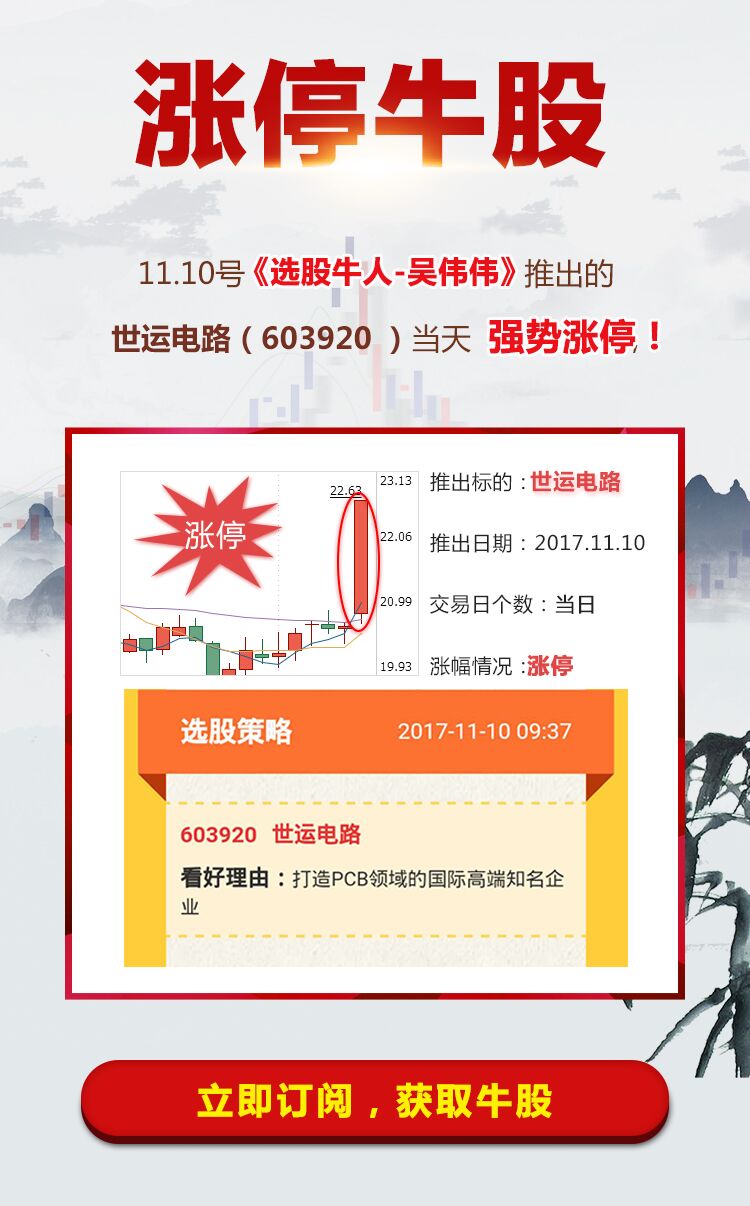 涨停牛股
11.10号《选股牛人-吴伟伟》推出的
世运电路（603920 ）当天 强势涨停！
涨停
22.63
23.13
22.06
20.99
19.93
推出标的：世运电路
推出日期：2017.11.10
交易日个数：当日
涨幅情况：涨停
选股策略 2017-11-10 09:37
603920 世运电路
看好理由：打造PCB领域的国际高端知名企
业
立即订阅，获取牛股